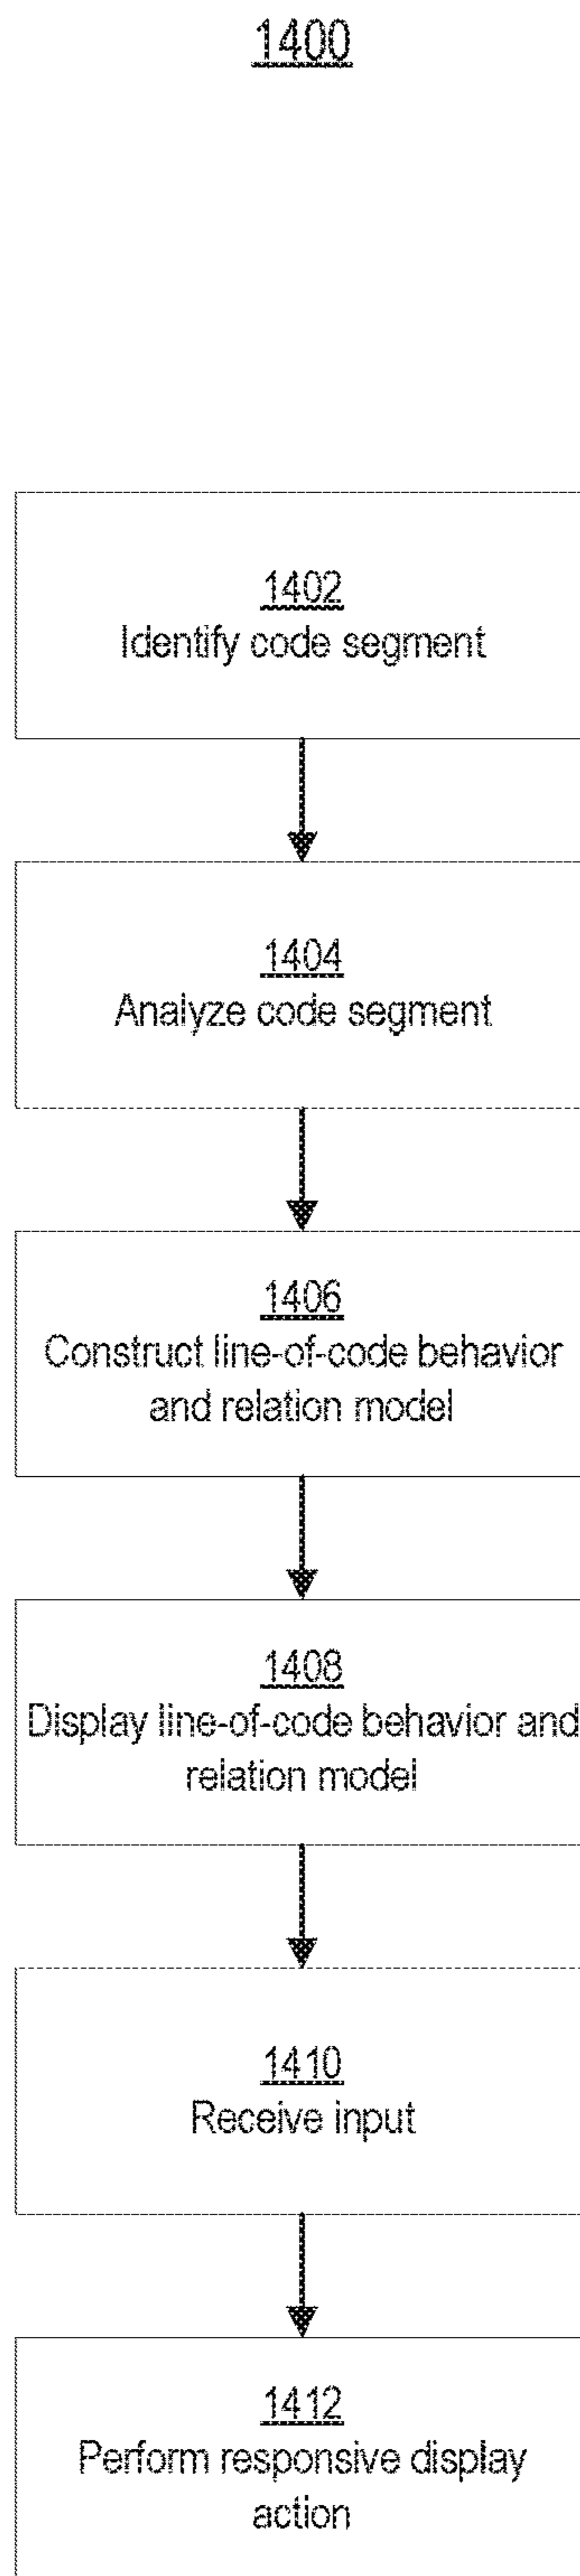 1400
1402
Identify code segment
1404
Analyze code segment
1406
Construct line-of-code behavior
and relation model
1408
Display line-of-code behavior and
relation model
1410
Receive input
1412
Perform responsive display
action